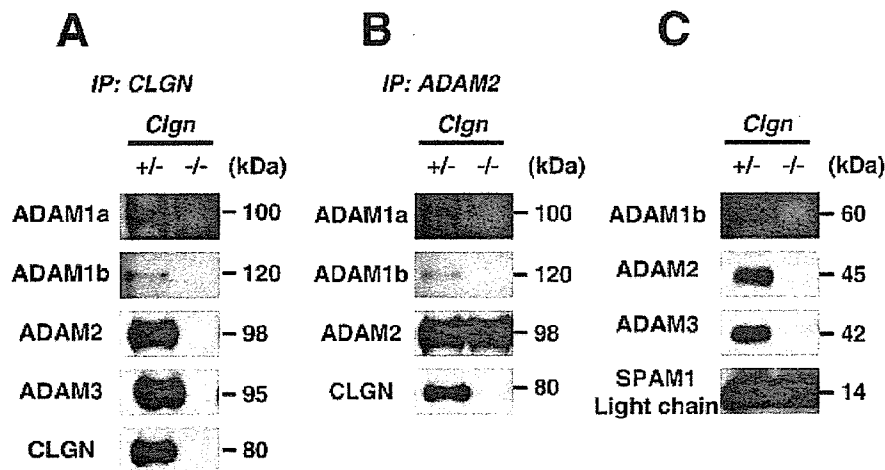 A
IP: CLGN
Clgn
+/- -/- (kDa)
ADAM1a - 100
ADAM1b - 120
ADAM2 - 98
ADAM3 - 95
CLGN - 80
B
IP: ADAM2
Clgn
+/- -/- (kDa)
ADAM1a - 100
ADAM1b - 120
ADAM2 - 98
CLGN - 80
C
Clgn
+/- -/- (kDa)
ADAM1b - 60
ADAM2 - 45
ADAM3 - 42
SPAM1
Light chain - 14